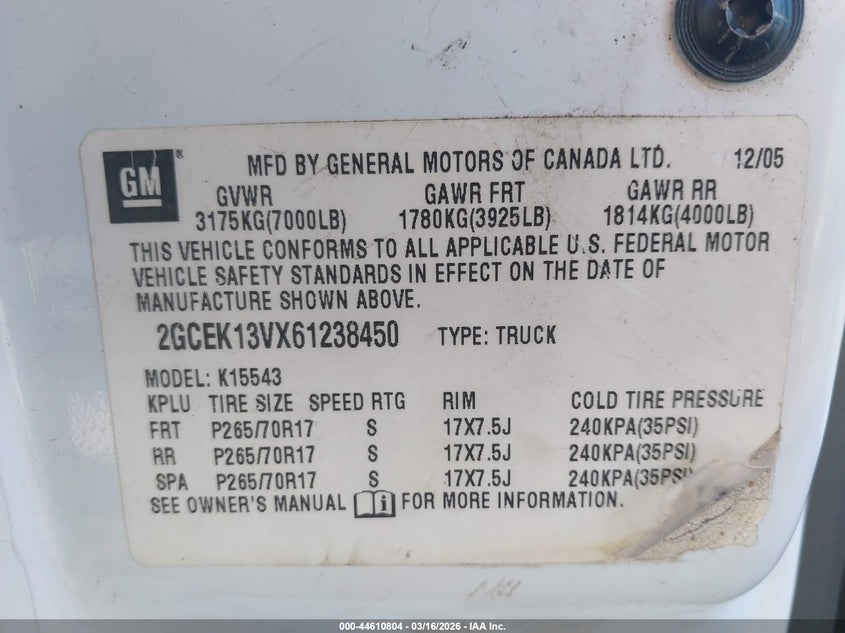 GM ® MFD BY GENERAL MOTORS OF CANADA LTD. 12/05
GVWR GAWR FRT GAWR RR
3175KG(7000LB) 1780KG(3925LB) 1814KG(4000LB)
THIS VEHICLE CONFORMS TO ALL APPLICABLE U.S. FEDERAL MOTOR
VEHICLE SAFETY STANDARDS IN EFFECT ON THE DATE OF
MANUFACTURE SHOWN ABOVE.
2GCEK13VX61238450 TYPE: TRUCK
MODEL: K15543
KPLU TIRE SIZE SPEED RTG RIM COLD TIRE PRESSURE
FRT P265/70R17 S 17X7.5J 240KPA(35PSI)
RR P265/70R17 S 17X7.5J 240KPA(35PSI)
SPA P265/70R17 S 17X7.5J 240KPA(35PSI)
SEE OWNER'S MANUAL i FOR MORE INFORMATION.
000-44610804 - 03/16/2026 - IAA Inc.